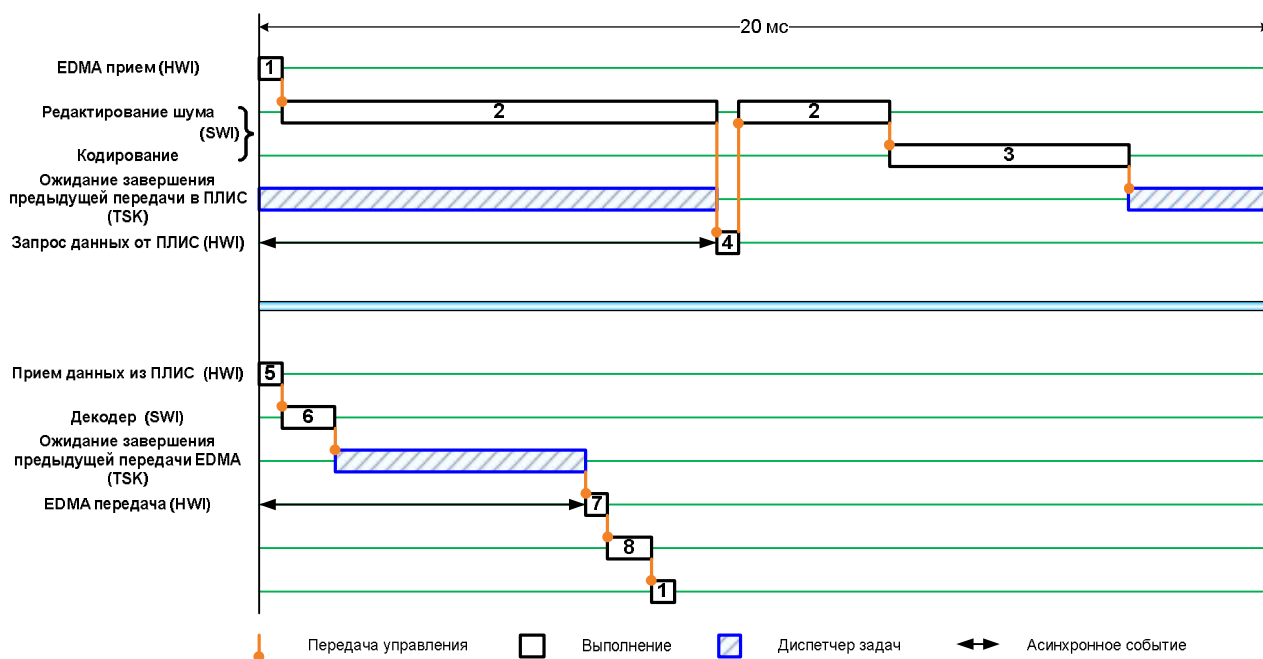 20 мс
EDMA прием (HWI)
1
Редактирование шума
2
2
(SWI)
Кодирование
3
Ожидание завершения
предыдущей передачи в ПЛИС
(TSK)
Запрос данных от ПЛИС (HWI)
4
Прием данных из ПЛИС (HWI)
5
Декодер (SWI)
6
Ожидание завершения
предыдущей передачи EDMA
(TSK)
EDMA передача (HWI)
7
8
1
Передача управления
Выполнение
Диспетчер задач
Асинхронное событие